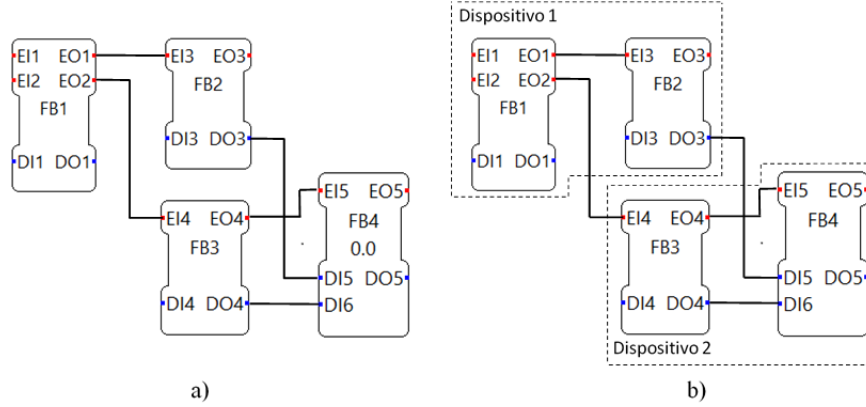 EI1 EO1
EI2 EO2
FB1
DI1 DO1
EI3 EO3
FB2
DI3 DO3
EI4 EO4
FB3
DI4 DO4
EI5 EO5
FB4
0.0
DI5 DO5
DI6
a)
Dispositivo 1
EI1 EO1
EI2 EO2
FB1
DI1 DO1
EI3 EO3
FB2
DI3 DO3
EI4 EO4
FB3
DI4 DO4
EI5 EO5
FB4
DI5 DO5
DI6
Dispositivo 2
b)